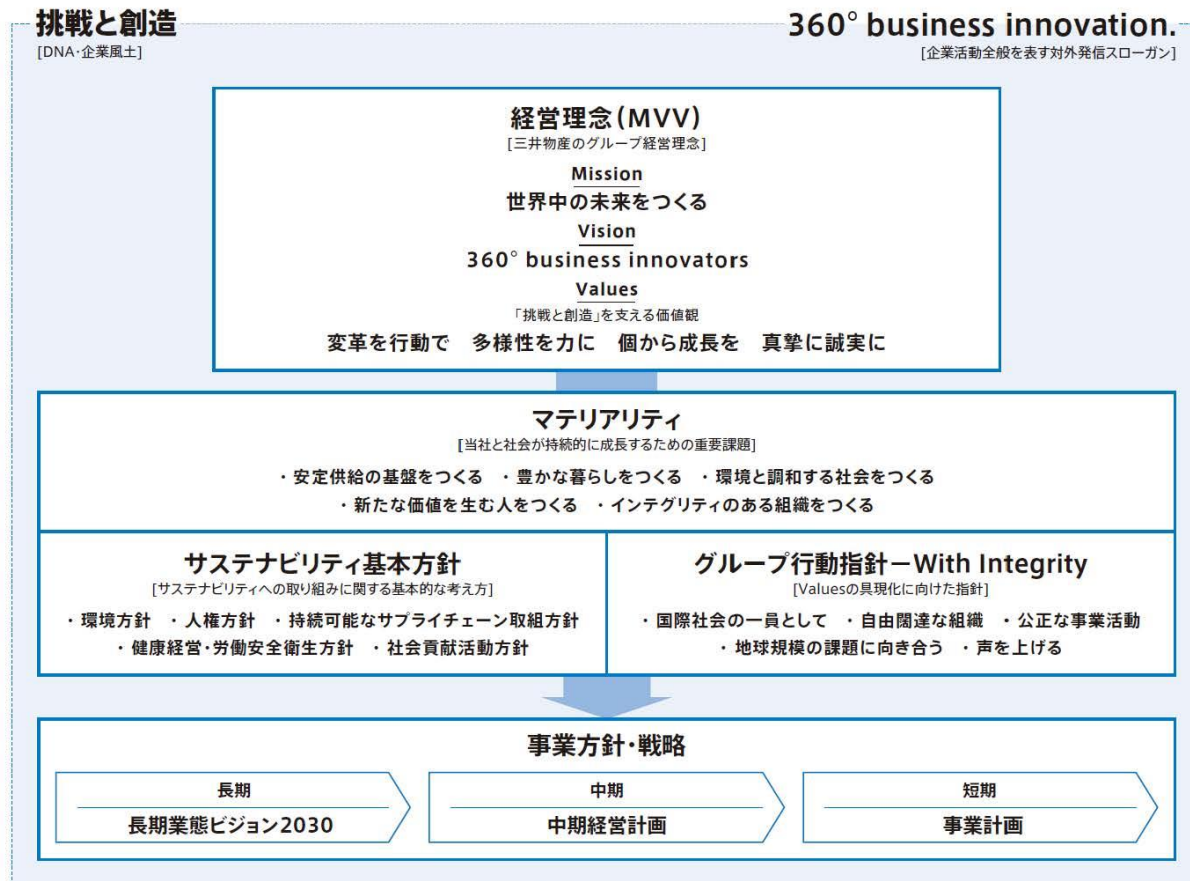 挑戦と創造
[DNA・企業風土]
360° business innovation.
[企業活動全般を表す対外発信スローガン]
経営理念(MVV)
[三井物産のグループ経営理念]
Mission
世界中の未来をつくる
Vision
360° business innovators
Values
「挑戦と創造」を支える価値観
変革を行動で　多様性を力に　個から成長を　真摯に誠実に
マテリアリティ
[当社と社会が持続的に成長するための重要課題]
・安定供給の基盤をつくる　・豊かな暮らしをつくる　・環境と調和する社会をつくる
・新たな価値を生む人をつくる　・インテグリティのある組織をつくる
サステナビリティ基本方針
[サステナビリティへの取り組みに関する基本的な考え方]
・環境方針　・人権方針　・持続可能なサプライチェーン取組方針
・健康経営・労働安全衛生方針　・社会貢献活動方針
グループ行動指針－With Integrity
[Valuesの具現化に向けた指針]
・国際社会の一員として　・自由闊達な組織　・公正な事業活動
・地球規模の課題に向き合う　・声を上げる
事業方針・戦略
長期
長期業態ビジョン2030
中期
中期経営計画
短期
事業計画